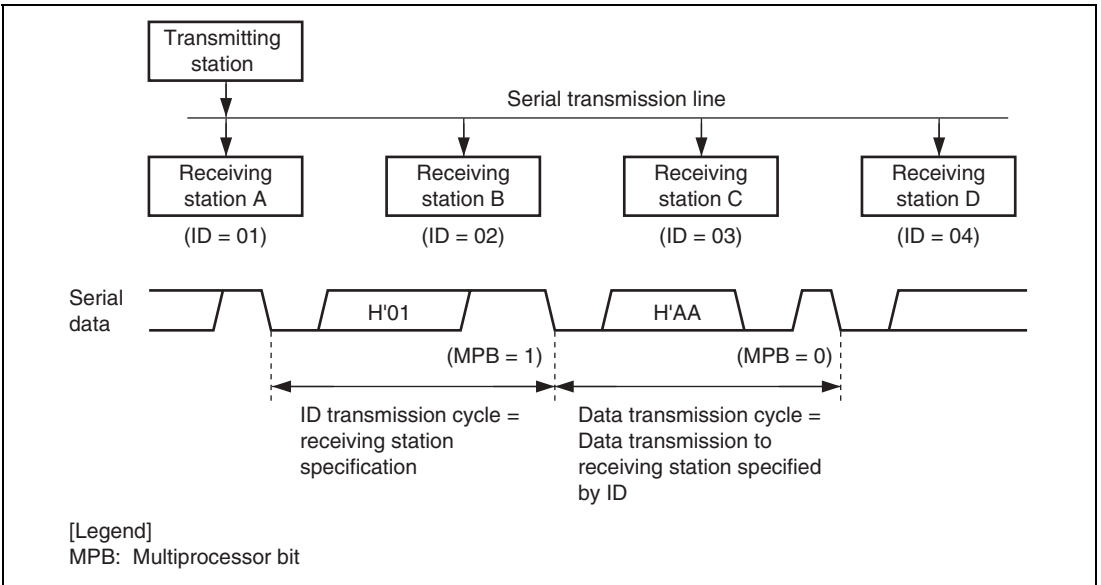 Transmitting
station
Serial transmission line
Receiving
station A
(ID = 01)
Receiving
station B
(ID = 02)
Receiving
station C
(ID = 03)
Receiving
station D
(ID = 04)
Serial
data
H'01
H'AA
(MPB = 1)
(MPB = 0)
ID transmission cycle =
receiving station
specification
Data transmission cycle =
Data transmission to
receiving station specified
by ID
[Legend]
MPB: Multiprocessor bit